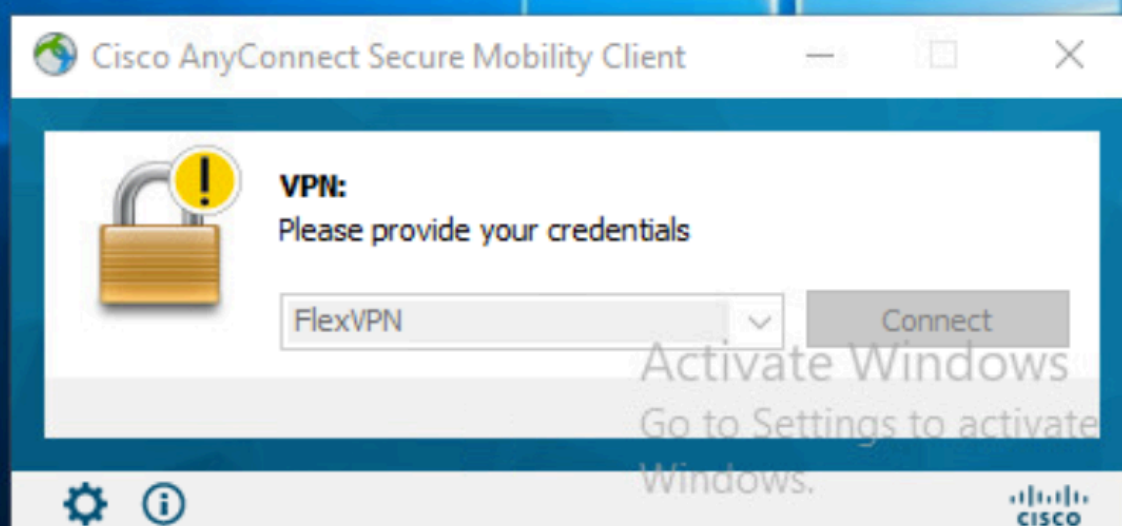 Cisco AnyConnect Secure Mobility Client
VPN:
Please provide your credentials
FlexVPN
Connect
Activate Windows
Go to Settings to activate
Windows.
CISCO